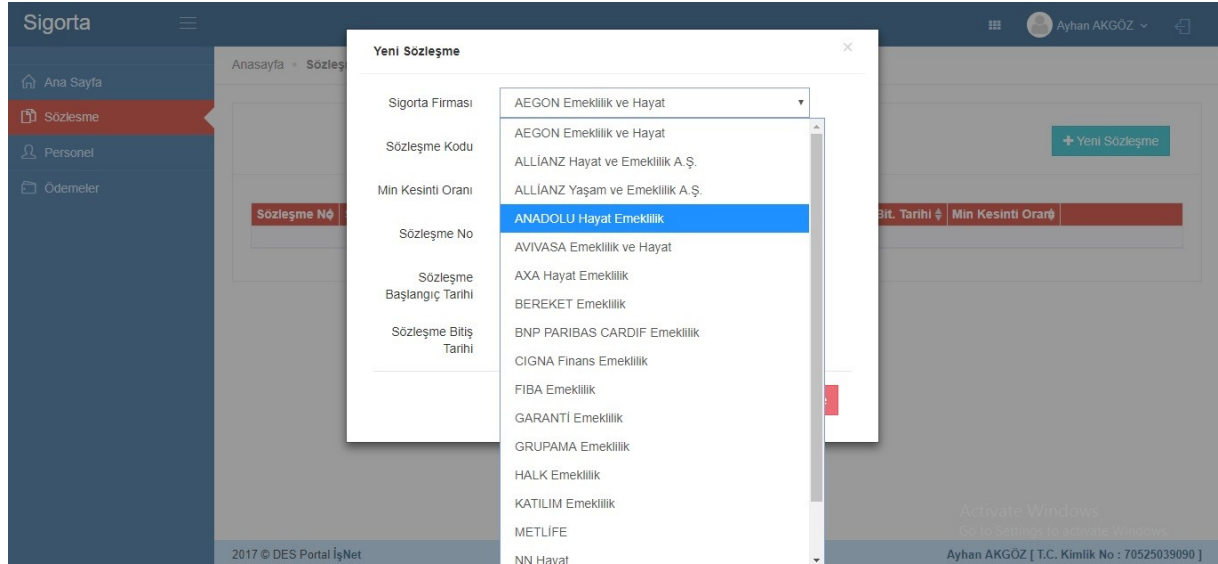 Sigorta
Ayhan AKGÖZ
Ana Sayfa
Sözlesme
Personel
Ödemeler
Anasayfa
Yeni Sözleşme
×
Sigorta Firması
AEGON Emeklilik ve Hayat
Sözleşme Kodu
Min Kesinti Oranı
Sözleşme No
Sözleşme
Başlangıç Tarihi
Sözleşme Bitiş
Tarihi
AEGON Emeklilik ve Hayat
ALLİANZ Hayat ve Emeklilik A.Ş.
ALLİANZ Yaşam ve Emeklilik A.Ş.
ANADOLU Hayat Emeklilik
AVIVASA Emeklilik ve Hayat
AXA Hayat Emeklilik
BEREKET Emeklilik
BNP PARIBAS CARDIF Emeklilik
CIGNA Finans Emeklilik
FIBA Emeklilik
GARANTİ Emeklilik
GRUPAMA Emeklilik
HALK Emeklilik
KATILIM Emeklilik
METLİFE
NN Hayat
+ Yeni Sözleşme
Sözleşme No
Bit. Tarihi Min Kesinti Oranı
Activate Windows
Go to Settings to activate Windows.
2017 © DES Portal İşNet
Ayhan AKGÖZ [ T.C. Kimlik No : 70525039090 ]